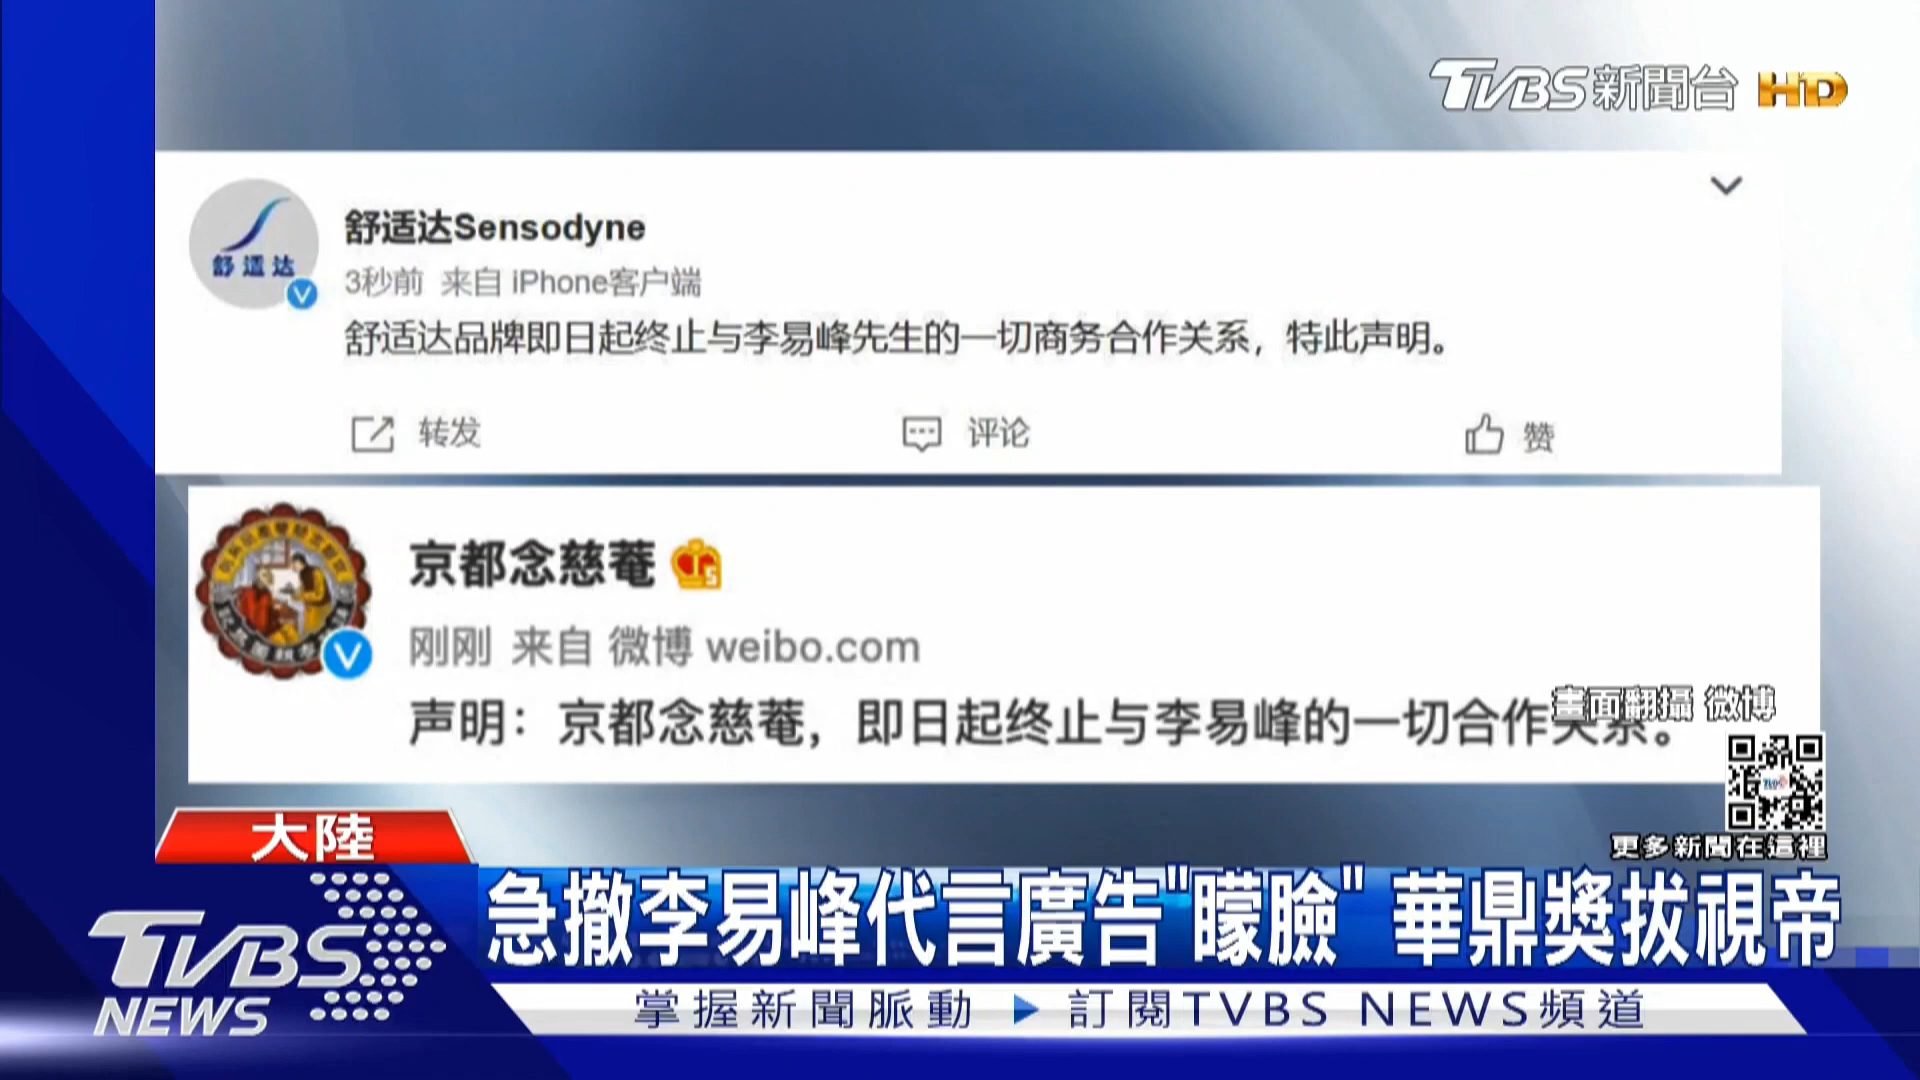 TVBS新聞台 HD
舒适达
舒适达Sensodyne
3秒前 来自 iPhone客户端
舒适达品牌即日起终止与李易峰先生的一切商务合作关系，特此声明。
转发 评论 赞
京都念慈菴
刚刚 来自 微博 weibo.com
声明：京都念慈菴，即日起终止与李易峰的一切合作关系。
畫面翻攝 微博
更多新聞在這裡
大陸
急撤李易峰代言廣告"矇臉" 華鼎獎拔視帝
TVBS
NEWS
掌握新聞脈動 ▶ 訂閱TVBS NEWS頻道